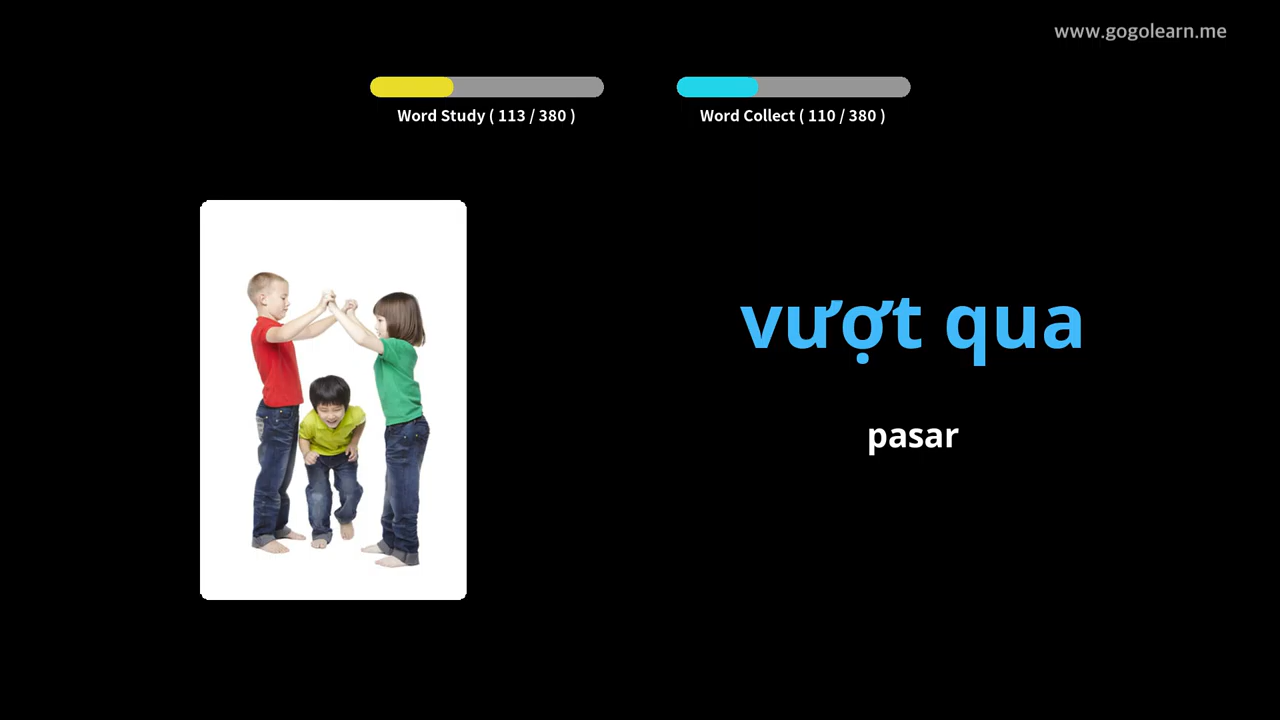 www.gogolearn.me
Word Study ( 113 / 380 )
Word Collect ( 110 / 380 )
vượt qua
pasar